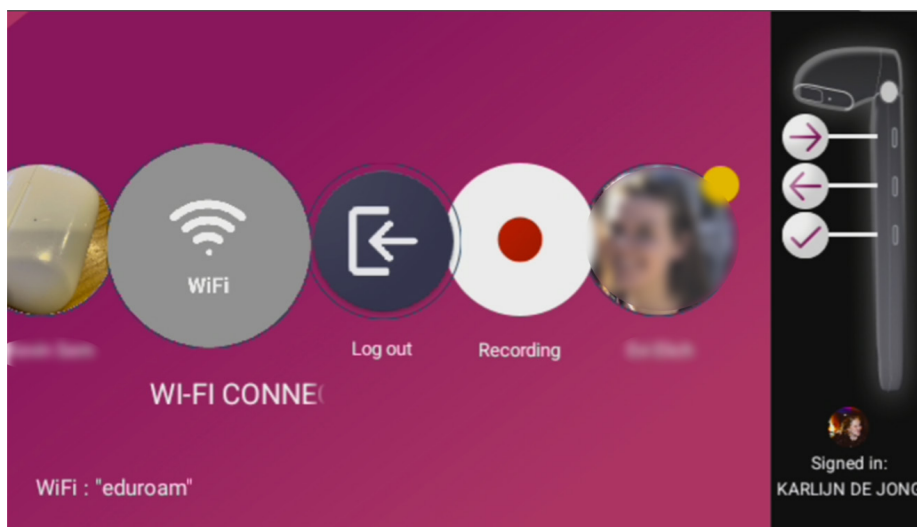 WiFi
Log out
Recording
WI-FI CONNE
WiFi : "eduroam"
Signed in:
KARLIJN DE JONG